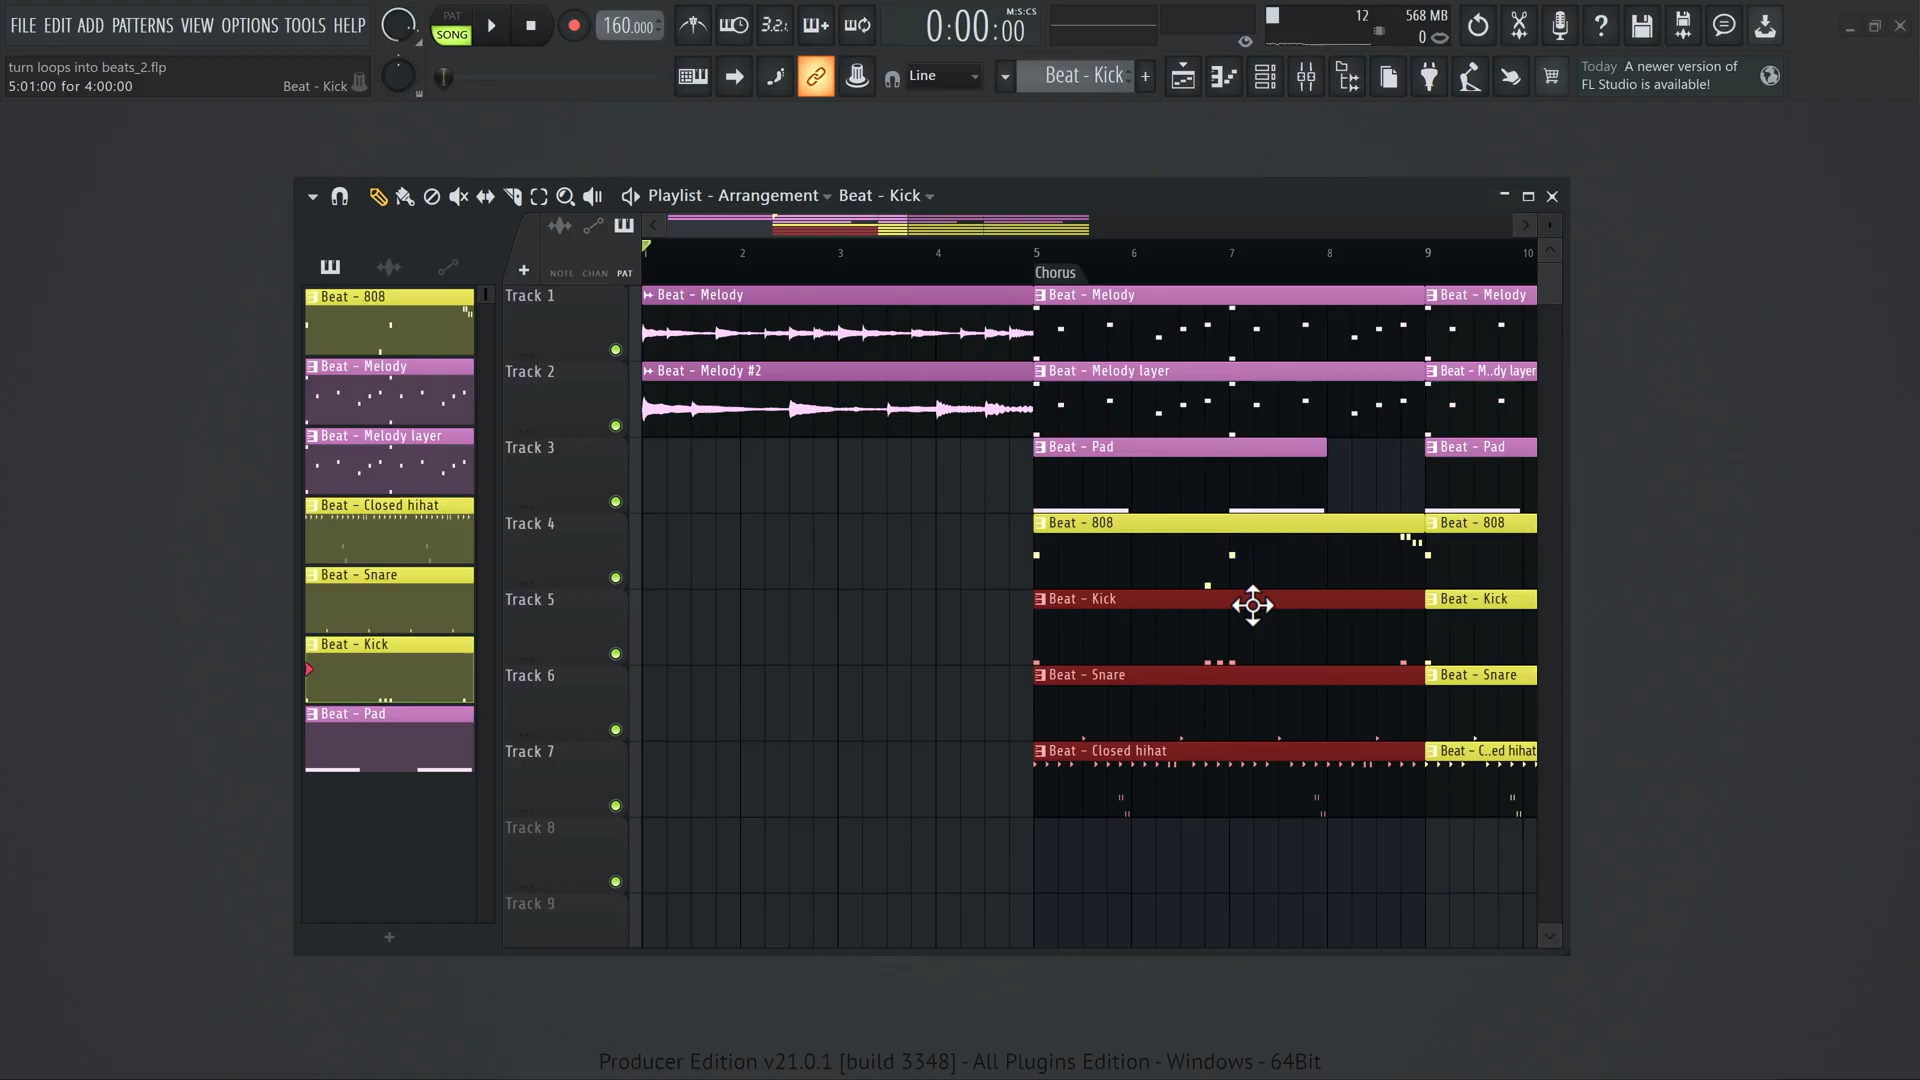 FILE EDIT ADD PATTERNS VIEW OPTIONS TOOLS HELP
PAT
SONG
160.000
3.2.
0:00:00
M:S:CS
12
568 MB
0
turn loops into beats_2.flp
5:01:00 for 4:00:00
Beat - Kick
Line
Beat - Kick
Today A newer version of
FL Studio is available!
Playlist - Arrangement Beat - Kick
NOTE CHAN PAT
1 2 3 4 5 6 7 8 9 10
Chorus
Beat - 808
Beat - Melody
Beat - Melody layer
Beat - Closed hihat
Beat - Snare
Beat - Kick
Beat - Pad
Track 1
Beat - Melody
Beat - Melody
Beat - Melody
Track 2
Beat - Melody #2
Beat - Melody layer
Beat - M..dy layer
Track 3
Beat - Pad
Beat - Pad
Track 4
Beat - 808
Beat - 808
Track 5
Beat - Kick
Beat - Kick
Track 6
Beat - Snare
Beat - Snare
Track 7
Beat - Closed hihat
Beat - C..ed hihat
Track 8
Track 9
Producer Edition v21.0.1 [build 3348] - All Plugins Edition - Windows - 64Bit